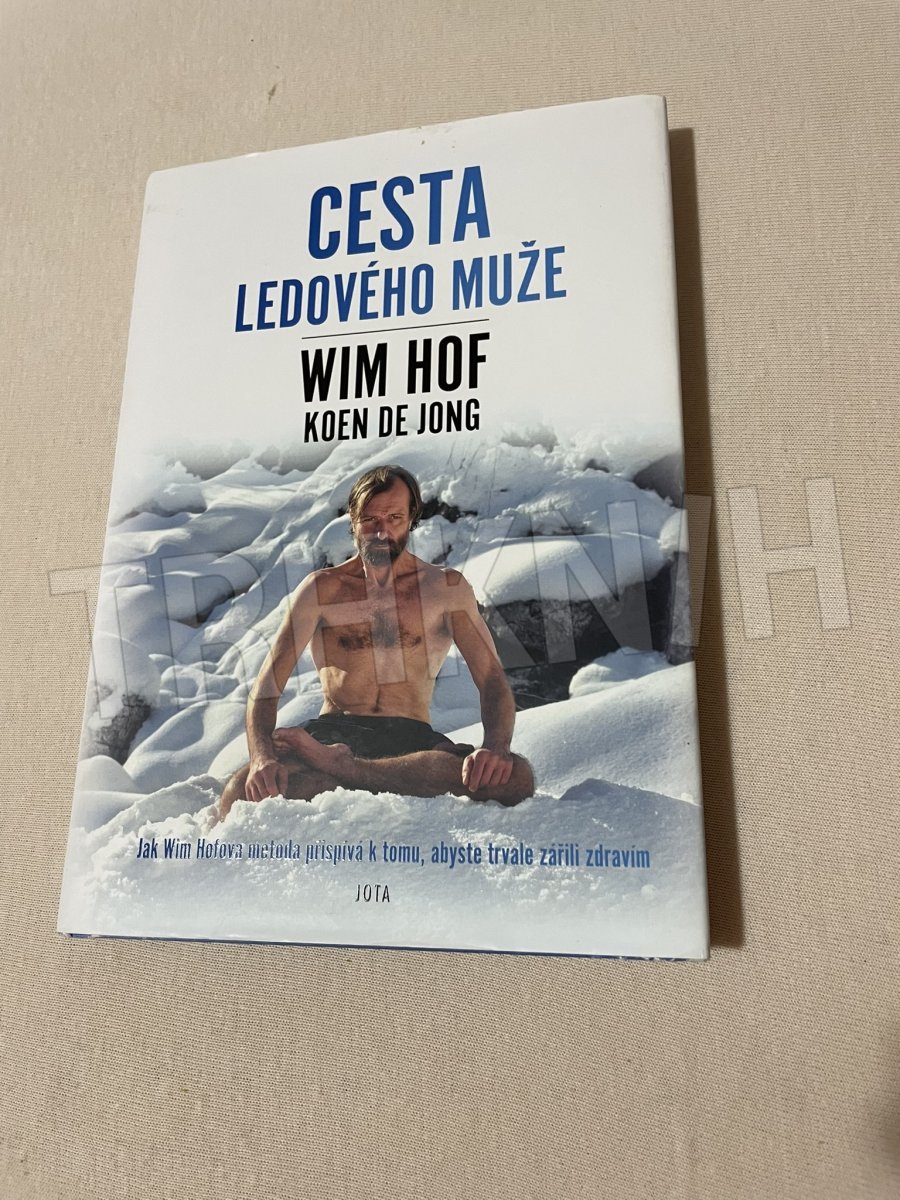 CESTA
LEDOVÉHO MUŽE
WIM HOF
KOEN DE JONG
TRHKNIH
Jak Wim Hofova metoda přispívá k tomu, abyste trvale zářili zdravím
JOTA